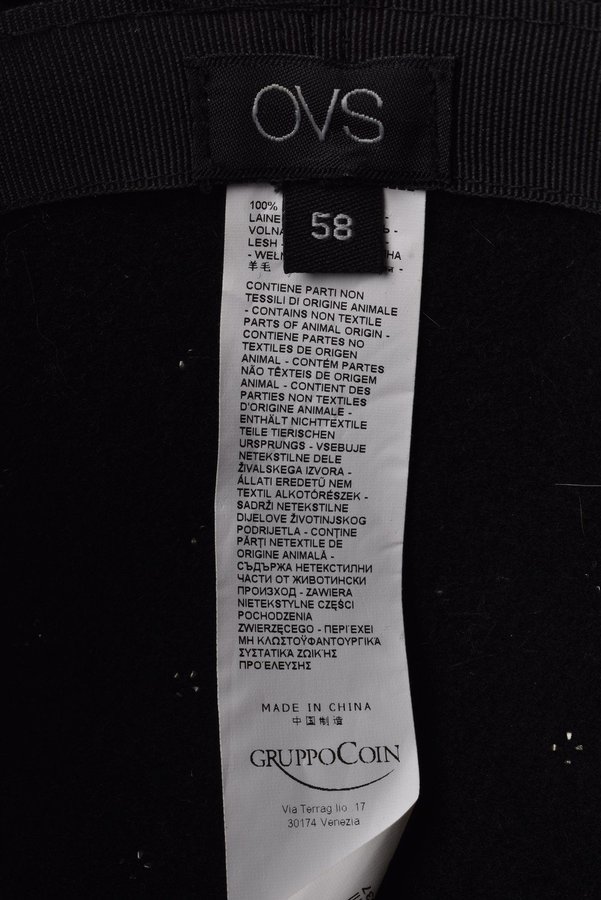 OVS
58
100%
LAINE
VOLNA
LESH -
- WEŁN
羊毛
CONTIENE PARTI NON
TESSILI DI ORIGINE ANIMALE
- CONTAINS NON TEXTILE
PARTS OF ANIMAL ORIGIN -
CONTIENE PARTES NO
TEXTILES DE ORIGEN
ANIMAL - CONTÉM PARTES
NÃO TÊXTEIS DE ORIGEM
ANIMAL - CONTIENT DES
PARTIES NON TEXTILES
D'ORIGINE ANIMALE -
ENTHÄLT NICHTTEXTILE
TEILE TIERISCHEN
URSPRUNGS - VSEBUJE
NETEKSTILNE DELE
ŽIVALSKEGA IZVORA -
ÁLLATI EREDETŰ NEM
TEXTIL ALKOTÓRÉSZEK -
SADRŽI NETEKSTILNE
DIJELOVE ŽIVOTINJSKOG
PODRIJETLA - CONŢINE
PĂRŢI NETEXTILE DE
ORIGINE ANIMALĂ -
СЪДЪРЖА НЕТЕКСТИЛНИ
ЧАСТИ ОТ ЖИВОТИНСКИ
ПРОИЗХОД - ZAWIERA
NIETEKSTYLNE CZĘŚCI
POCHODZENIA
ZWIERZĘCEGO - ΠΕΡΙΈΧΕΙ
ΜΗ ΚΛΩΣΤΟΫΦΑΝΤΟΥΡΓΙΚΆ
ΣΥΣΤΑΤΙΚΆ ΖΩΙΚΉΣ
ΠΡΟΈΛΕΥΣΗΣ
MADE IN CHINA
中国制造
GRUPPOCOIN
Via Terraglio 17
30174 Venezia